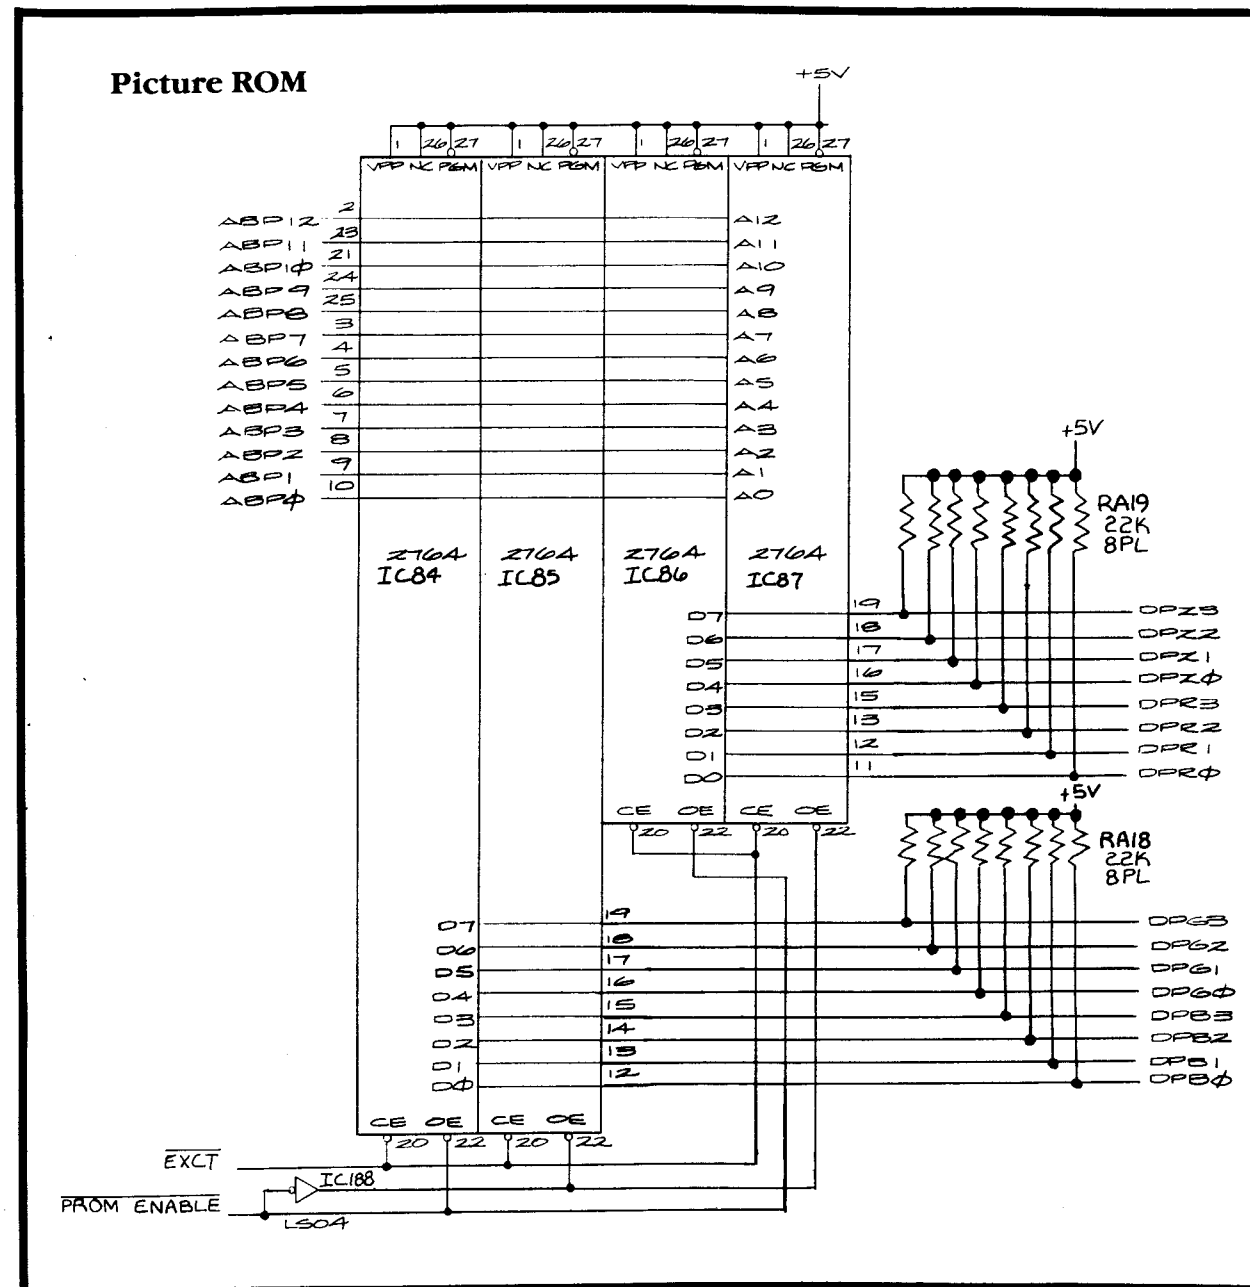 Picture ROM
+5V
1 26 27 1 26 27 1 26 27 1 26 27
VPP NC PGM VPP NC PGM VPP NC PGM VPP NC PGM
ABP12 2 A12
ABP11 23 A11
ABP10 21 A10
ABP9 24 A9
ABP8 25 A8
ABP7 3 A7
ABP6 4 A6
ABP5 5 A5
ABP4 6 A4
ABP3 7 A3
ABP2 8 A2
ABP1 9 A1
ABP0 10 A0
+5V
RA19
22K
8PL
2764 2764 2764 2764
IC84 IC85 IC86 IC87
D7 19 DPZ3
D6 18 DPZ2
D5 17 DPZ1
D4 16 DPZ0
D3 15 DPR3
D2 13 DPR2
D1 12 DPR1
D0 11 DPR0
+5V
CE OE CE OE
20 22 20 22
RA18
22K
8PL
D7 19 DPG3
D6 18 DPG2
D5 17 DPG1
D4 16 DPG0
D3 15 DPB3
D2 14 DPB2
D1 13 DPB1
D0 12 DPB0
CE OE CE OE
20 22 20 22
EXCT
IC188
PROM ENABLE
LS04